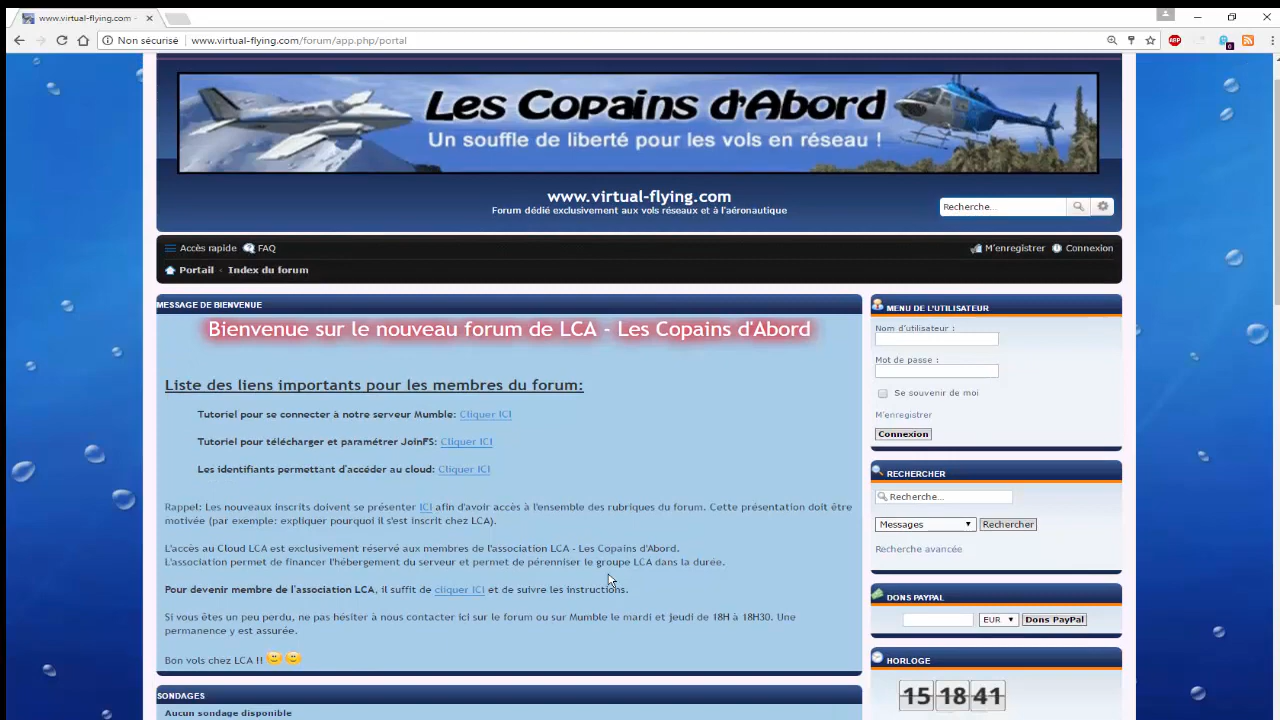 www.virtual-flying.com -
Non sécurisé
www.virtual-flying.com/forum/app.php/portal
ABP
Les Copains d'Abord
Un souffle de liberté pour les vols en réseau !
www.virtual-flying.com
Forum dédié exclusivement aux vols réseaux et à l'aéronautique
Recherche...
Accès rapide
FAQ
M'enregistrer
Connexion
Portail
Index du forum
MESSAGE DE BIENVENUE
Bienvenue sur le nouveau forum de LCA - Les Copains d'Abord
Liste des liens importants pour les membres du forum:
Tutoriel pour se connecter à notre serveur Mumble: Cliquer ICI
Tutoriel pour télécharger et paramétrer JoinFS: Cliquer ICI
Les identifiants permettant d'accéder au cloud: Cliquer ICI
Rappel: Les nouveaux inscrits doivent se présenter ICI afin d'avoir accès à l'ensemble des rubriques du forum. Cette présentation doit être
motivée (par exemple: expliquer pourquoi il s'est inscrit chez LCA).
L'accès au Cloud LCA est exclusivement réservé aux membres de l'association LCA - Les Copains d'Abord.
L'association permet de financer l'hébergement du serveur et permet de pérenniser le groupe LCA dans la durée.
Pour devenir membre de l'association LCA, il suffit de cliquer ICI et de suivre les instructions.
Si vous êtes un peu perdu, ne pas hésiter à nous contacter ici sur le forum ou sur Mumble le mardi et jeudi de 18H à 18H30. Une
permanence y est assurée.
Bon vols chez LCA !!
SONDAGES
Aucun sondage disponible
MENU DE L'UTILISATEUR
Nom d'utilisateur :
Mot de passe :
Se souvenir de moi
M'enregistrer
Connexion
RECHERCHER
Recherche...
Messages
Rechercher
Recherche avancée
DONS PAYPAL
EUR
Dons PayPal
HORLOGE
15 18 41